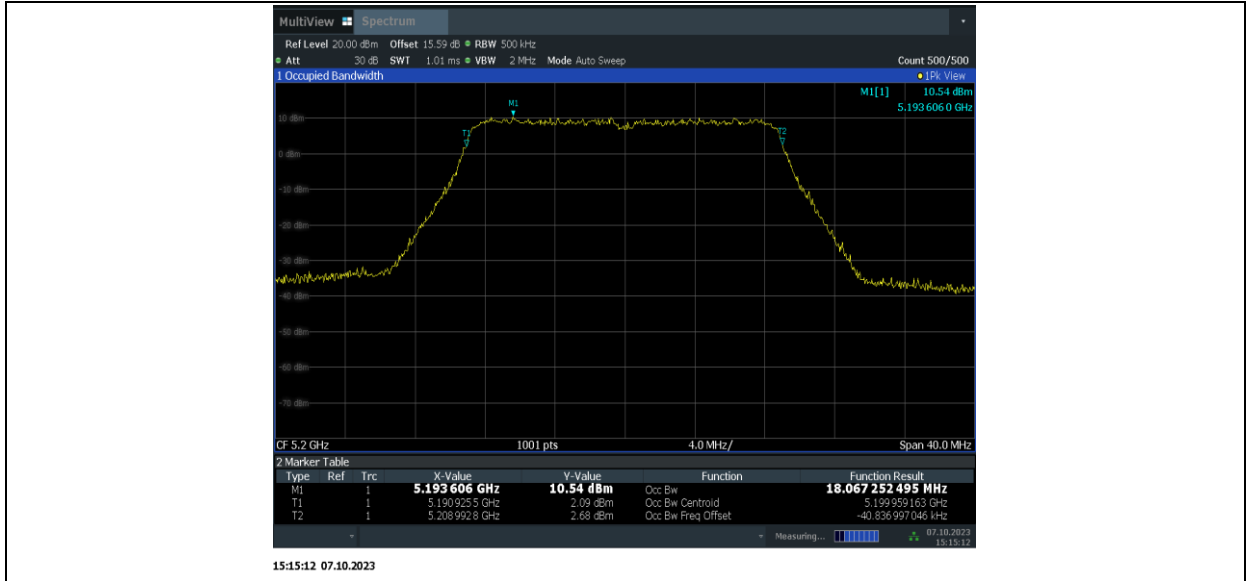 MultiView Spectrum
Ref Level 20.00 dBm Offset 15.59 dB RBW 500 kHz
Att 30 dB SWT 1.01 ms VBW 2 MHz Mode Auto Sweep Count 500/500
1 Occupied Bandwidth 1Pk View
M1[1] 10.54 dBm
5.193 606 0 GHz
M1
10 dBm
T1 T2
0 dBm
-10 dBm
-20 dBm
-30 dBm
-40 dBm
-50 dBm
-60 dBm
-70 dBm
CF 5.2 GHz 1001 pts 4.0 MHz/ Span 40.0 MHz
2 Marker Table
Type Ref Trc X-Value Y-Value Function Function Result
M1 1 5.193 606 GHz 10.54 dBm Occ Bw 18.067 252 495 MHz
T1 1 5.190 925 5 GHz 2.09 dBm Occ Bw Centroid 5.199 959 163 GHz
T2 1 5.208 992 8 GHz 2.68 dBm Occ Bw Freq Offset -40.836 997 046 kHz
Measuring... 07.10.2023
15:15:12
15:15:12 07.10.2023